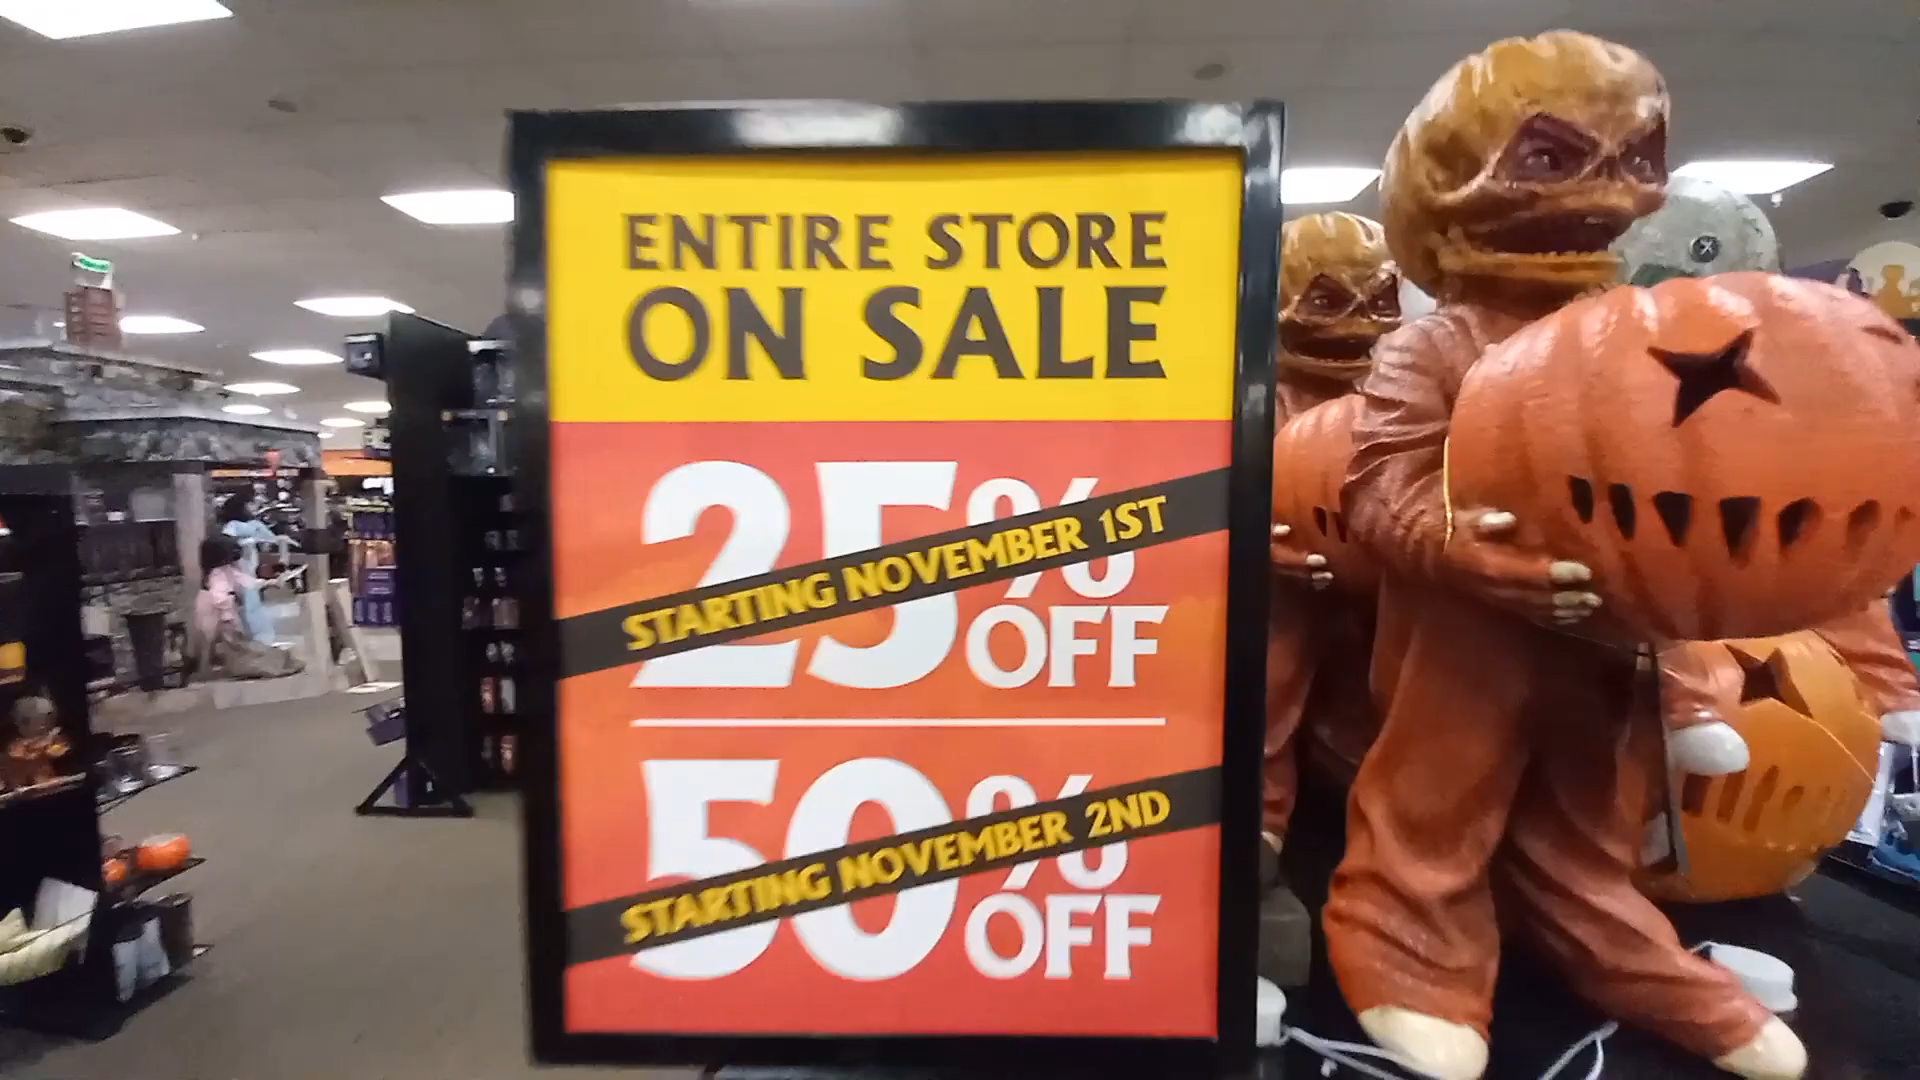 ENTIRE STORE
ON SALE
25%
STARTING NOVEMBER 1ST
OFF
50%
STARTING NOVEMBER 2ND
OFF